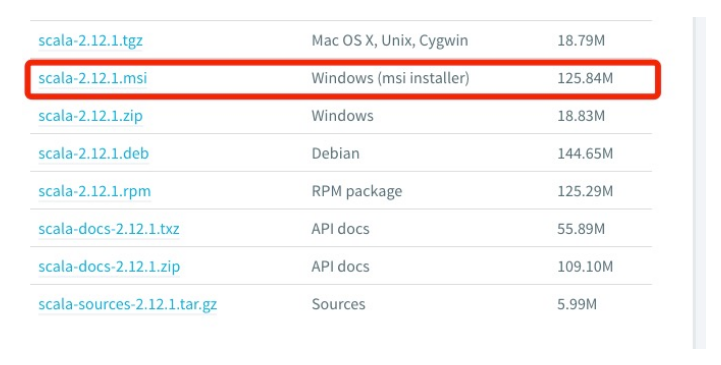 scala-2.12.1.tgz Mac OS X, Unix, Cygwin 18.79M
scala-2.12.1.msi Windows (msi installer) 125.84M
scala-2.12.1.zip Windows 18.83M
scala-2.12.1.deb Debian 144.65M
scala-2.12.1.rpm RPM package 125.29M
scala-docs-2.12.1.txz API docs 55.89M
scala-docs-2.12.1.zip API docs 109.10M
scala-sources-2.12.1.tar.gz Sources 5.99M